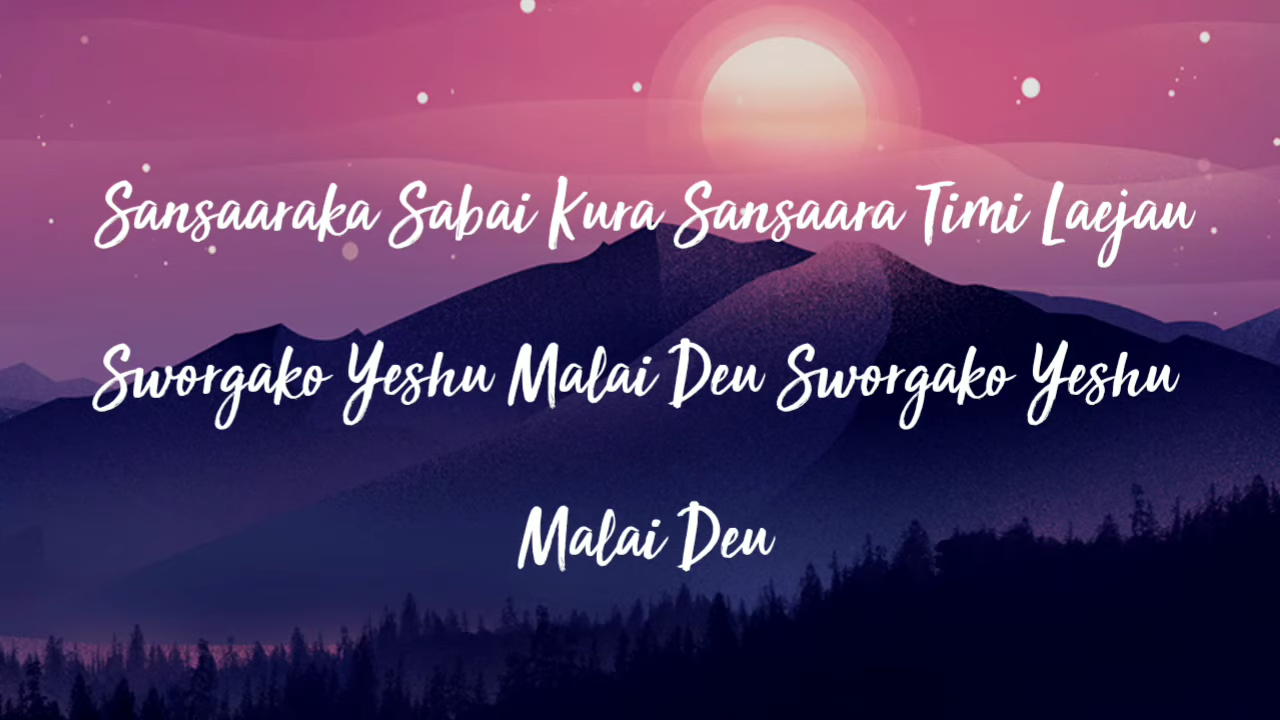 Sansaaraka Sabai Kura Sansaara Timi Laejau
Sworgako Yeshu Malai Deu Sworgako Yeshu
Malai Deu